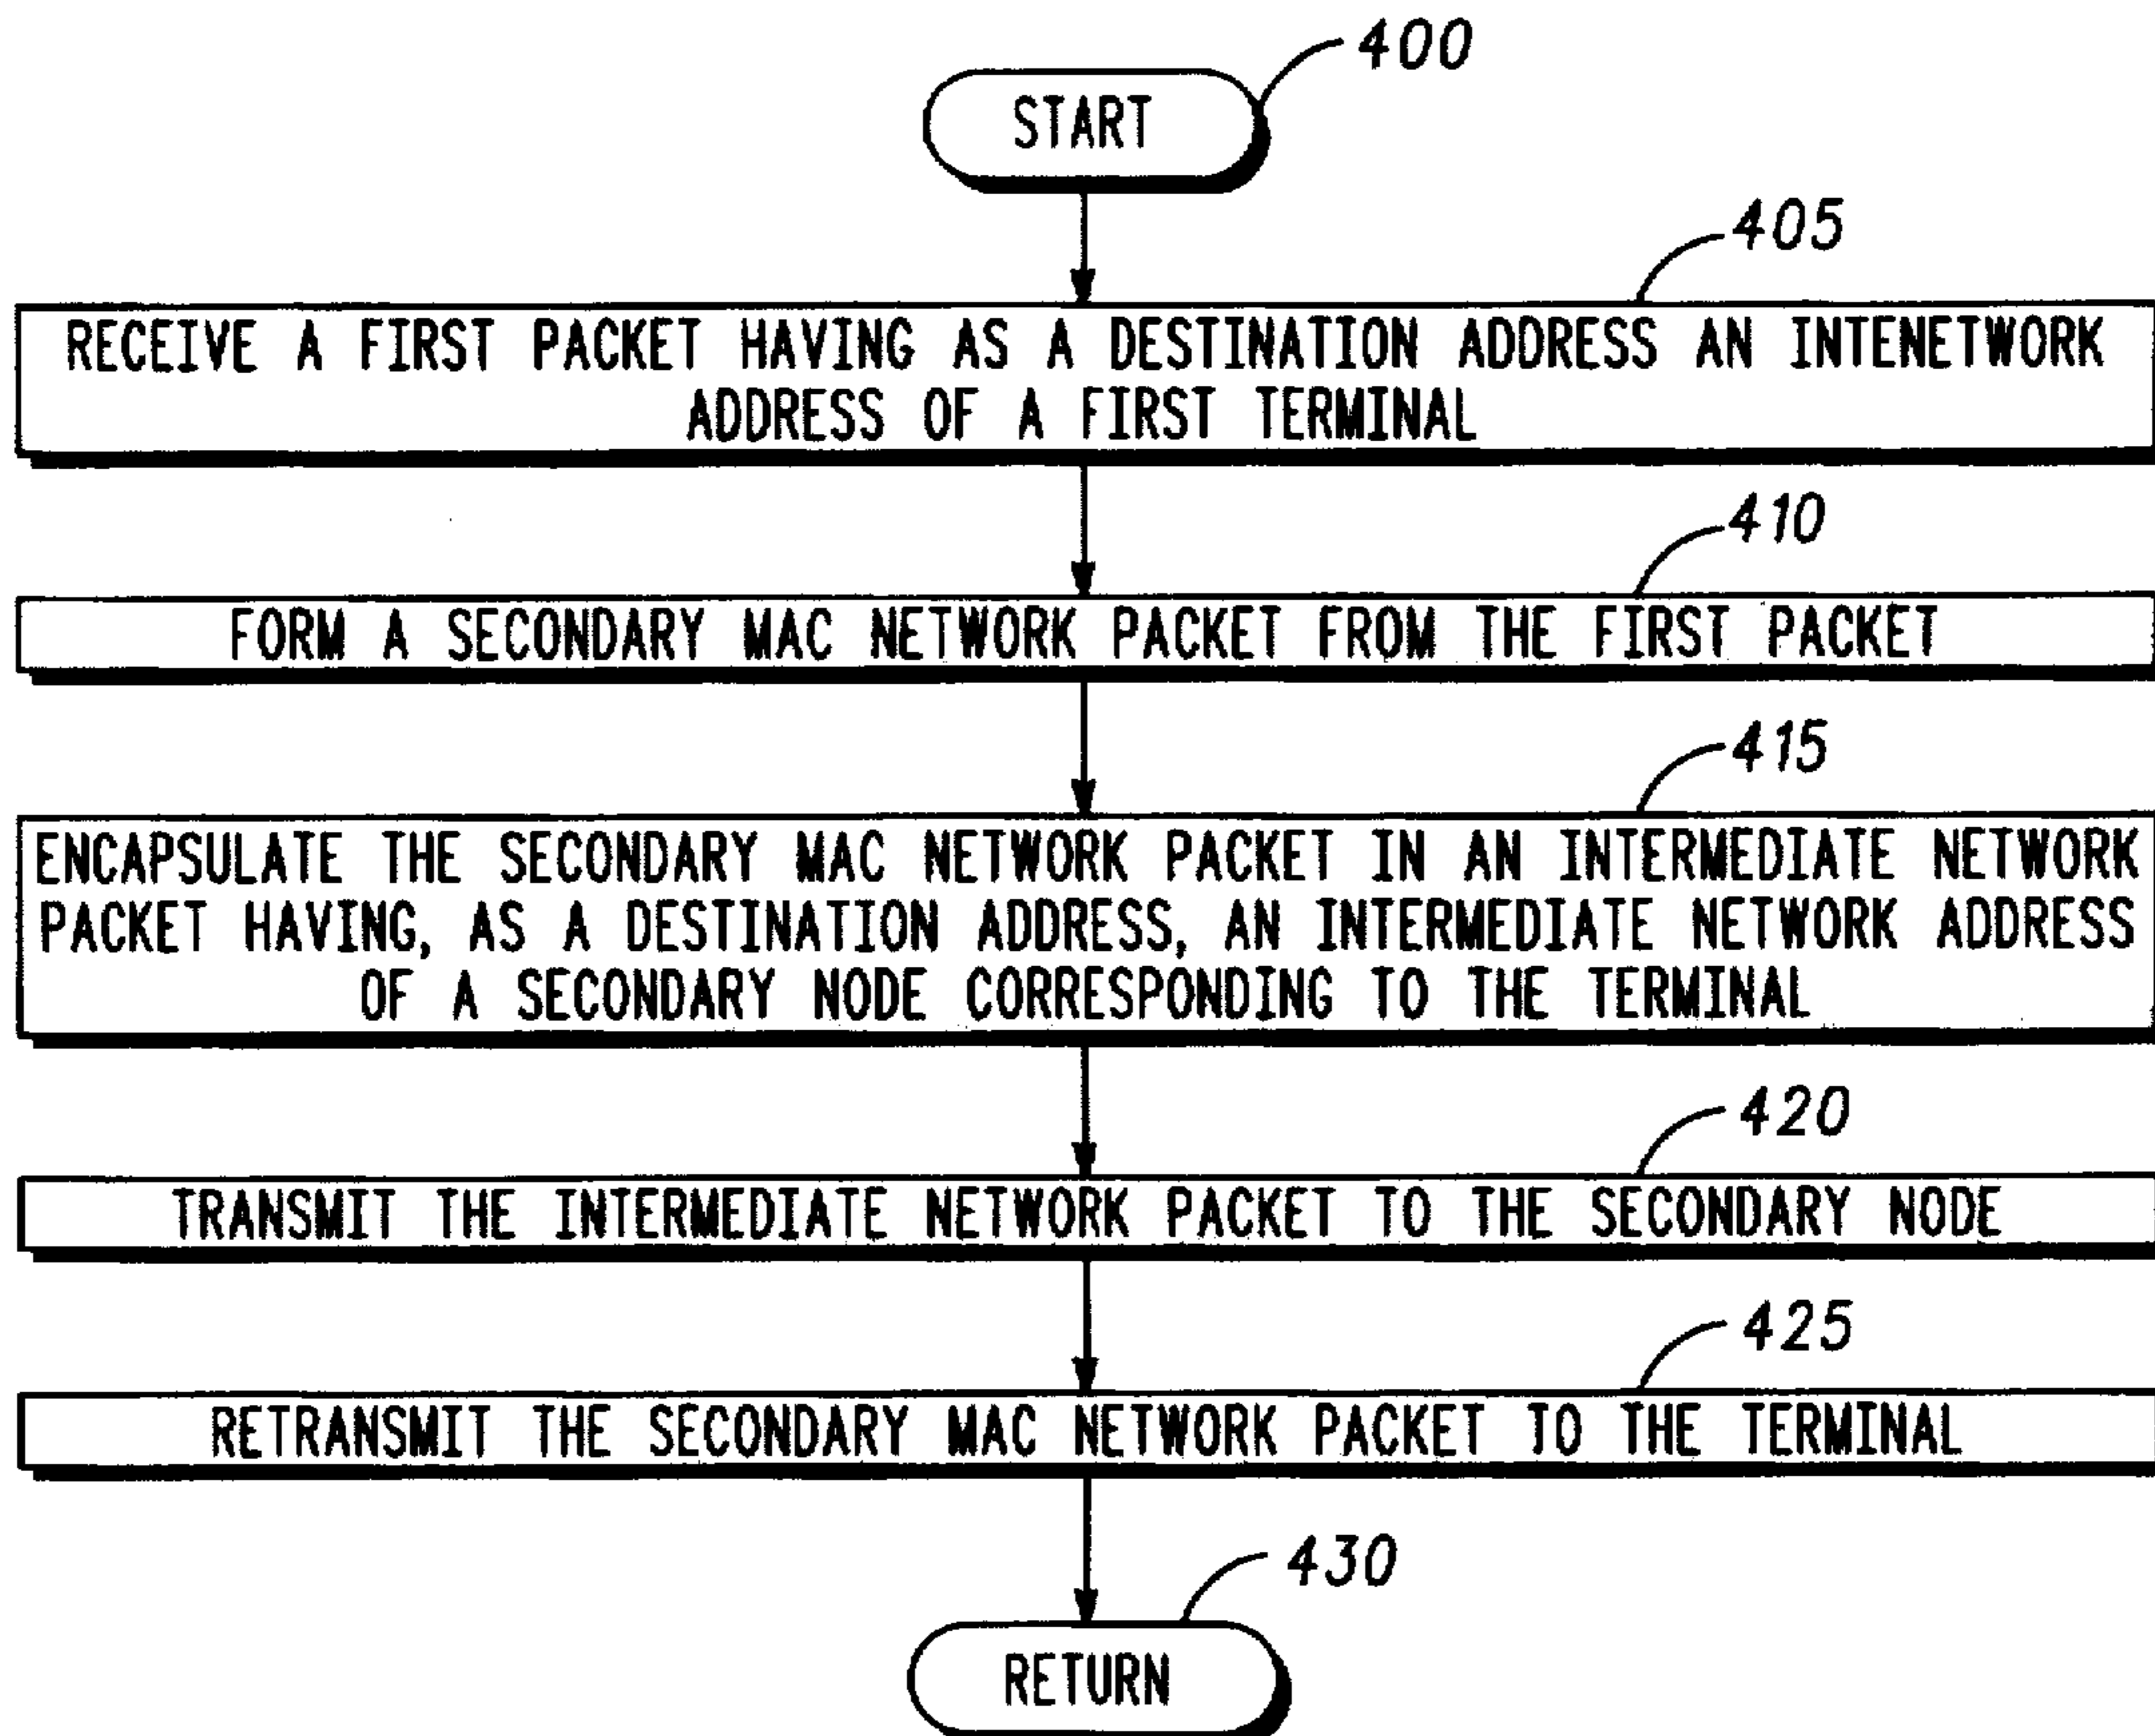 400
START
405
RECEIVE A FIRST PACKET HAVING AS A DESTINATION ADDRESS AN INTENETWORK
ADDRESS OF A FIRST TERMINAL
410
FORM A SECONDARY MAC NETWORK PACKET FROM THE FIRST PACKET
415
ENCAPSULATE THE SECONDARY MAC NETWORK PACKET IN AN INTERMEDIATE NETWORK
PACKET HAVING, AS A DESTINATION ADDRESS, AN INTERMEDIATE NETWORK ADDRESS
OF A SECONDARY NODE CORRESPONDING TO THE TERMINAL
420
TRANSMIT THE INTERMEDIATE NETWORK PACKET TO THE SECONDARY NODE
425
RETRANSMIT THE SECONDARY MAC NETWORK PACKET TO THE TERMINAL
430
RETURN